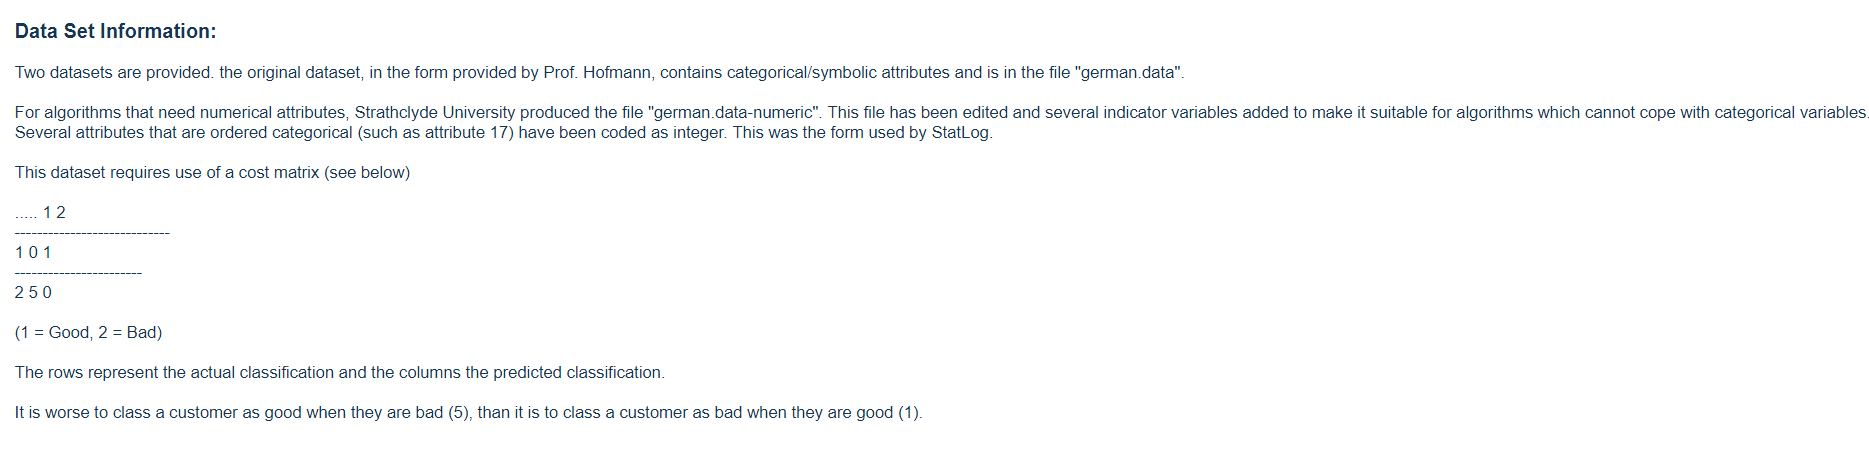 Data Set Information:
Two datasets are provided. the original dataset, in the form provided by Prof. Hofmann, contains categorical/symbolic attributes and is in the file "german.data".
For algorithms that need numerical attributes, Strathclyde University produced the file "german.data-numeric". This file has been edited and several indicator variables added to make it suitable for algorithms which cannot cope with categorical variables.
Several attributes that are ordered categorical (such as attribute 17) have been coded as integer. This was the form used by StatLog.
This dataset requires use of a cost matrix (see below)
..... 1 2
----------------------------
1 0 1
-----------------------
2 5 0
(1 = Good, 2 = Bad)
The rows represent the actual classification and the columns the predicted classification.
It is worse to class a customer as good when they are bad (5), than it is to class a customer as bad when they are good (1).